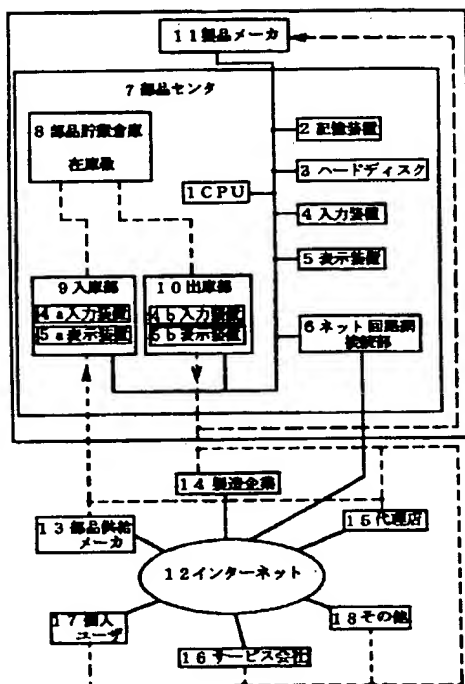 11製品メーカ
7部品センタ
8部品貯蔵倉庫
在庫数
2記憶装置
3ハードディスク
1CPU
4入力装置
5表示装置
9入庫部
4a入力装置
5a表示装置
10出庫部
4b入力装置
5b表示装置
6ネット回路網
接続部
14製造企業
13部品供給
メーカ
15代理店
12インターネット
17個人
ユーザ
18その他
16サービス会社